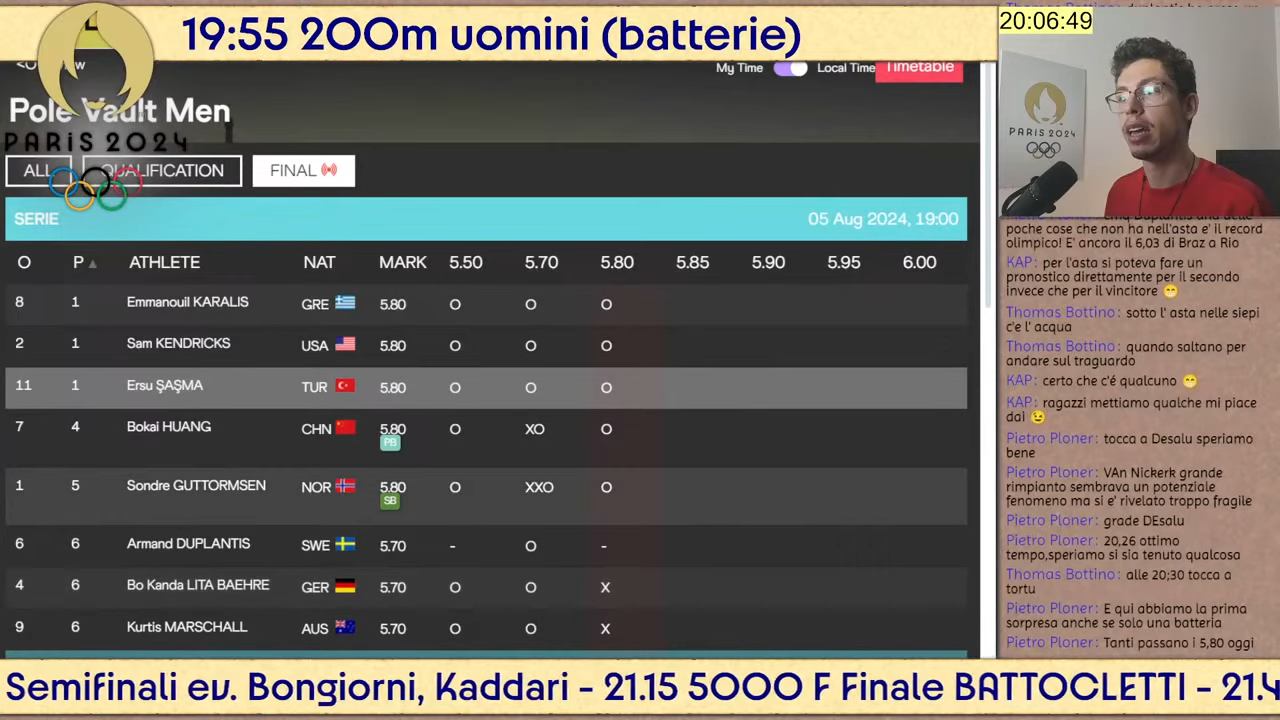 19:55 200m uomini (batterie)
20:06:49
My Time Local Time Timetable
Pole Vault Men
PARIS 2024
ALL QUALIFICATION FINAL
SERIE 05 Aug 2024, 19:00
O P ATHLETE NAT MARK 5.50 5.70 5.80 5.85 5.90 5.95 6.00
8 1 Emmanouil KARALIS GRE 5.80 O O O
2 1 Sam KENDRICKS USA 5.80 O O O
11 1 Ersu ŞAŞMA TUR 5.80 O O O
7 4 Bokai HUANG CHN 5.80 O XO O
PB
1 5 Sondre GUTTORMSEN NOR 5.80 O XXO O
SB
6 6 Armand DUPLANTIS SWE 5.70 - O -
4 6 Bo Kanda LITA BAEHRE GER 5.70 O O X
9 6 Kurtis MARSCHALL AUS 5.70 O O X
PARIS 2024
poche cose che non ha nell'asta e' il record
olimpico! E' ancora il 6,03 di Braz a Rio
KAP: per l'asta si poteva fare un
pronostico direttamente per il secondo
invece che per il vincitore 😁
Thomas Bottino: sotto l' asta nelle siepi
c'e l' acqua
Thomas Bottino: quando saltano per
andare sul traguardo
KAP: certo che c'é qualcuno 😁
KAP: ragazzi mettiamo qualche mi piace
dai 😉
Pietro Ploner: tocca a Desalu speriamo
bene
Pietro Ploner: VAn Nickerk grande
rimpianto sembrava un potenziale
fenomeno ma si e' rivelato troppo fragile
Pietro Ploner: grade DEsalu
Pietro Ploner: 20,26 ottimo
tempo,speriamo si sia tenuto qualcosa
Thomas Bottino: alle 20;30 tocca a
tortu
Pietro Ploner: E qui abbiamo la prima
sorpresa anche se solo una batteria
Pietro Ploner: Tanti passano i 5,80 oggi
Semifinali ev. Bongiorni, Kaddari - 21.15 5000 F Finale BATTOCLETTI - 21.4